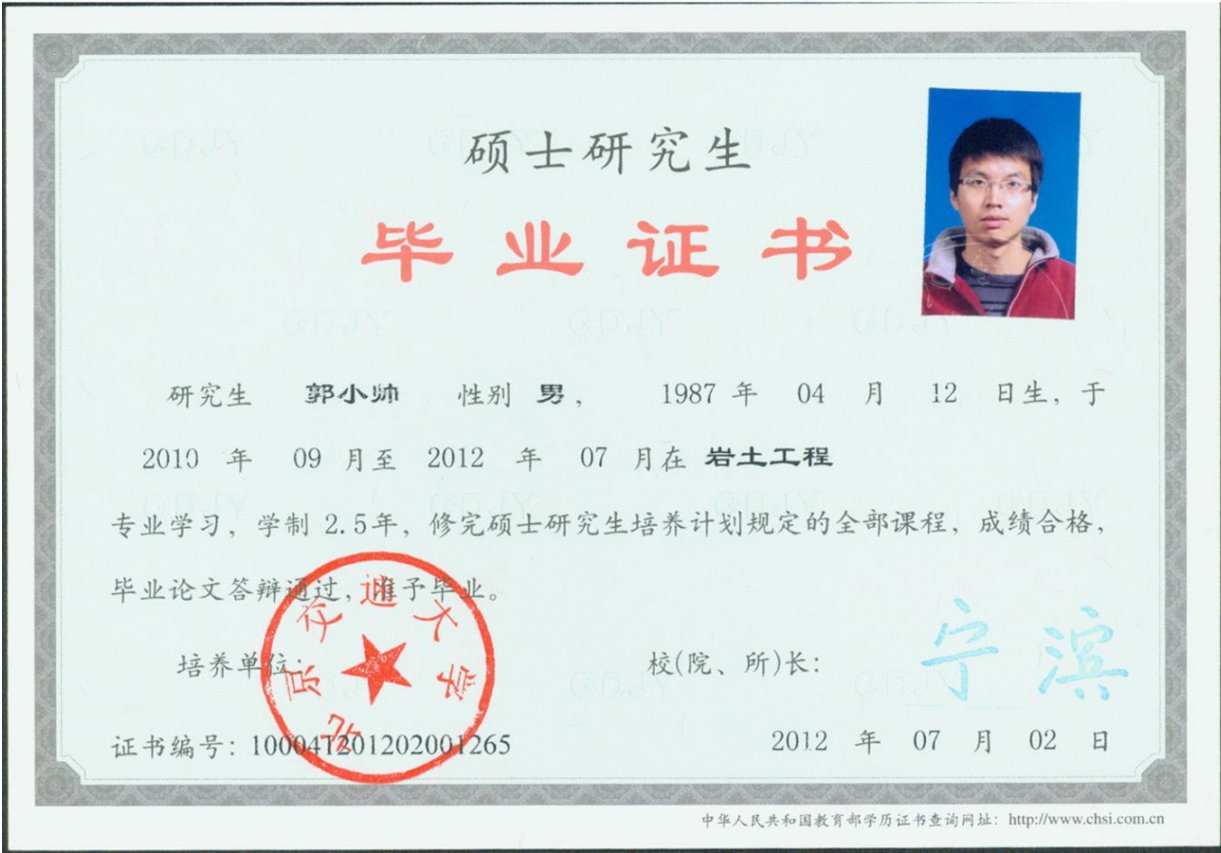 硕士研究生
毕业证书
研究生 郭小帅 性别 男， 1987 年 04 月 12 日生，于
2010 年 09 月至 2012 年 07 月在 岩土工程
专业学习，学制 2.5年，修完硕士研究生培养计划规定的全部课程，成绩合格，
毕业论文答辩通过，准予毕业。
培养单位：
北京交通大学
校(院、所)长：
宁滨
证书编号：100041201202001265
2012 年 07 月 02 日
中华人民共和国教育部学历证书查询网址：http://www.chsi.com.cn